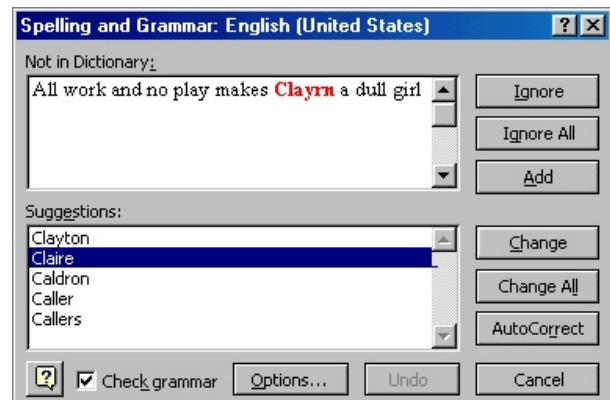 Spelling and Grammar: English (United States)
Not in Dictionary:
All work and no play makes Clayrn a dull girl
Ignore
Ignore All
Add
Suggestions:
Clayton
Claire
Caldron
Caller
Callers
Change
Change All
AutoCorrect
Check grammar
Options...
Undo
Cancel